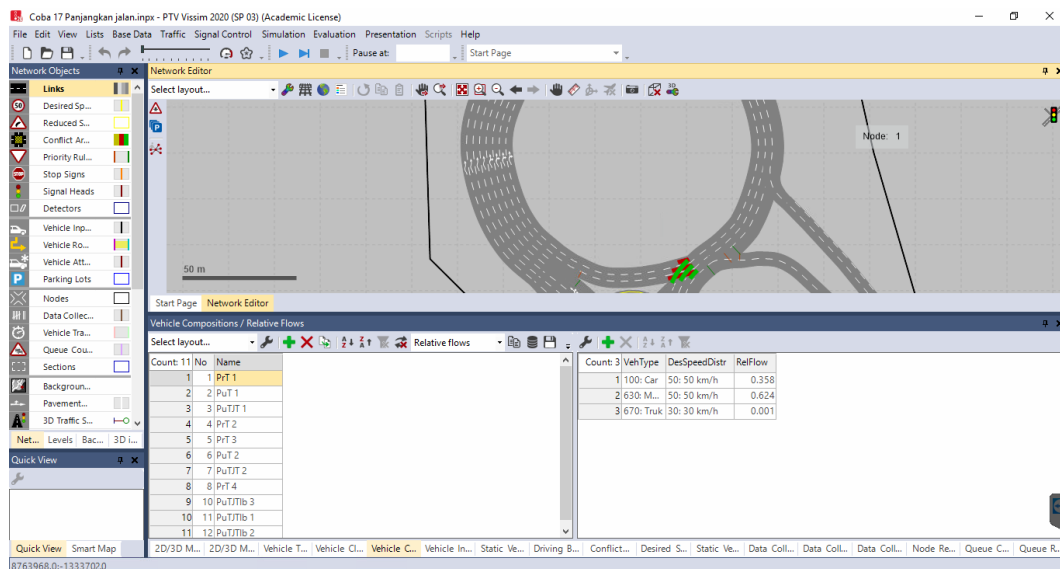 Coba 17 Panjangkan jalan.inpx - PTV Vissim 2020 (SP 03) (Academic License)
File Edit View Lists Base Data Traffic Signal Control Simulation Evaluation Presentation Scripts Help
Pause at: Start Page
Network Objects
Network Editor
Links
Select layout...
Desired Sp...
Reduced S...
Conflict Ar...
Node: 1
Priority Rul...
Stop Signs
Signal Heads
Detectors
Vehicle Inp...
Vehicle Ro...
Vehicle Att...
Parking Lots
50 m
Nodes
Start Page Network Editor
Data Collec...
Vehicle Compositions / Relative Flows
Vehicle Tra...
Select layout... Relative flows
Queue Cou...
Sections
Backgroun...
Pavement...
3D Traffic S...
Net... Levels Bac... 3D i...
Count: 11 No Name
1 1 PrT 1
2 2 PuT 1
3 3 PuTJT 1
4 4 PrT 2
5 5 PrT 3
6 6 PuT 2
7 7 PuTJT 2
8 8 PrT 4
9 10 PuTJTlb 3
10 11 PuTJTlb 1
11 12 PuTJTlb 2
Count: 3 VehType DesSpeedDistr RelFlow
1 100: Car 50: 50 km/h 0.358
2 630: M... 50: 50 km/h 0.624
3 670: Truk 30: 30 km/h 0.001
Quick View
Quick View Smart Map
2D/3D M... 2D/3D M... Vehicle T... Vehicle Cl... Vehicle C... Vehicle In... Static Ve... Driving B... Conflict... Desired S... Static Ve... Data Coll... Data Coll... Data Coll... Node Re... Queue C... Queue R...
8763968.0:-1333702.0